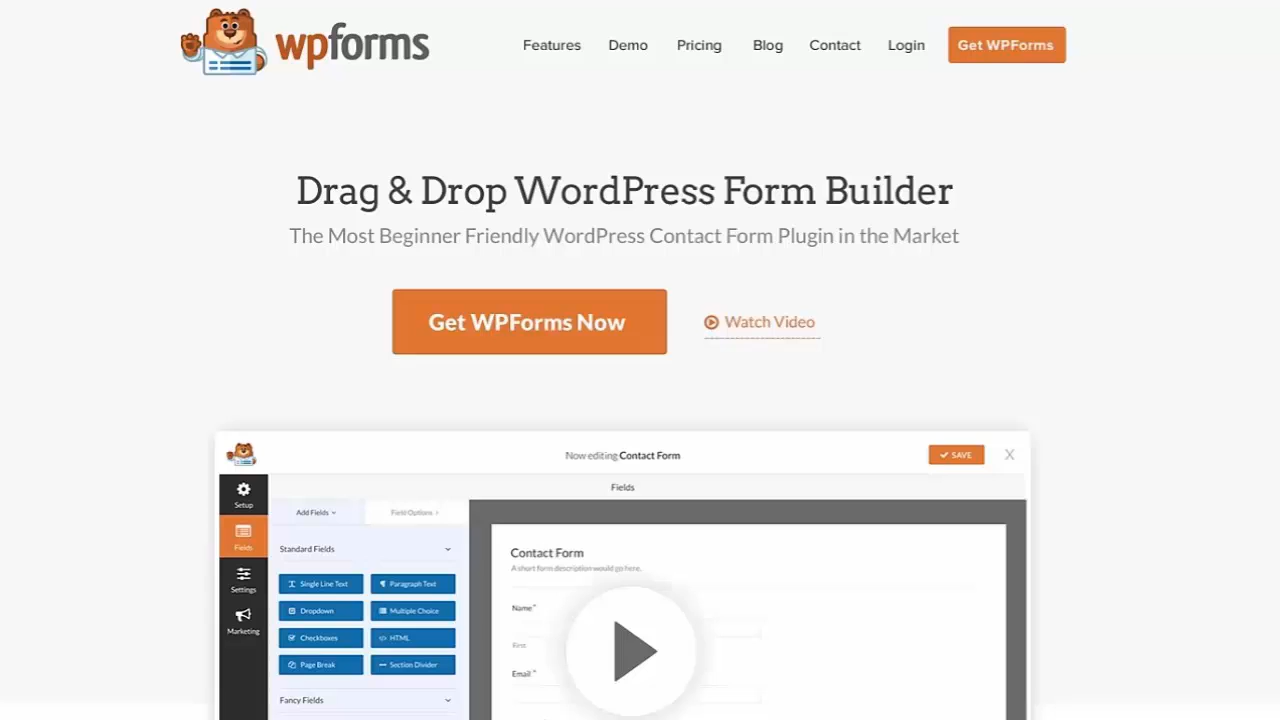 wpforms
Features Demo Pricing Blog Contact Login Get WPForms
Drag & Drop WordPress Form Builder
The Most Beginner Friendly WordPress Contact Form Plugin in the Market
Get WPForms Now Watch Video
Now editing Contact Form SAVE X
Fields
Setup
Fields
Settings
Marketing
Add Fields Field Options
Standard Fields
Single Line Text Paragraph Text
Dropdown Multiple Choice
Checkboxes </> HTML
Page Break Section Divider
Fancy Fields
Contact Form
A short form description would go here.
Name*
First
Email*